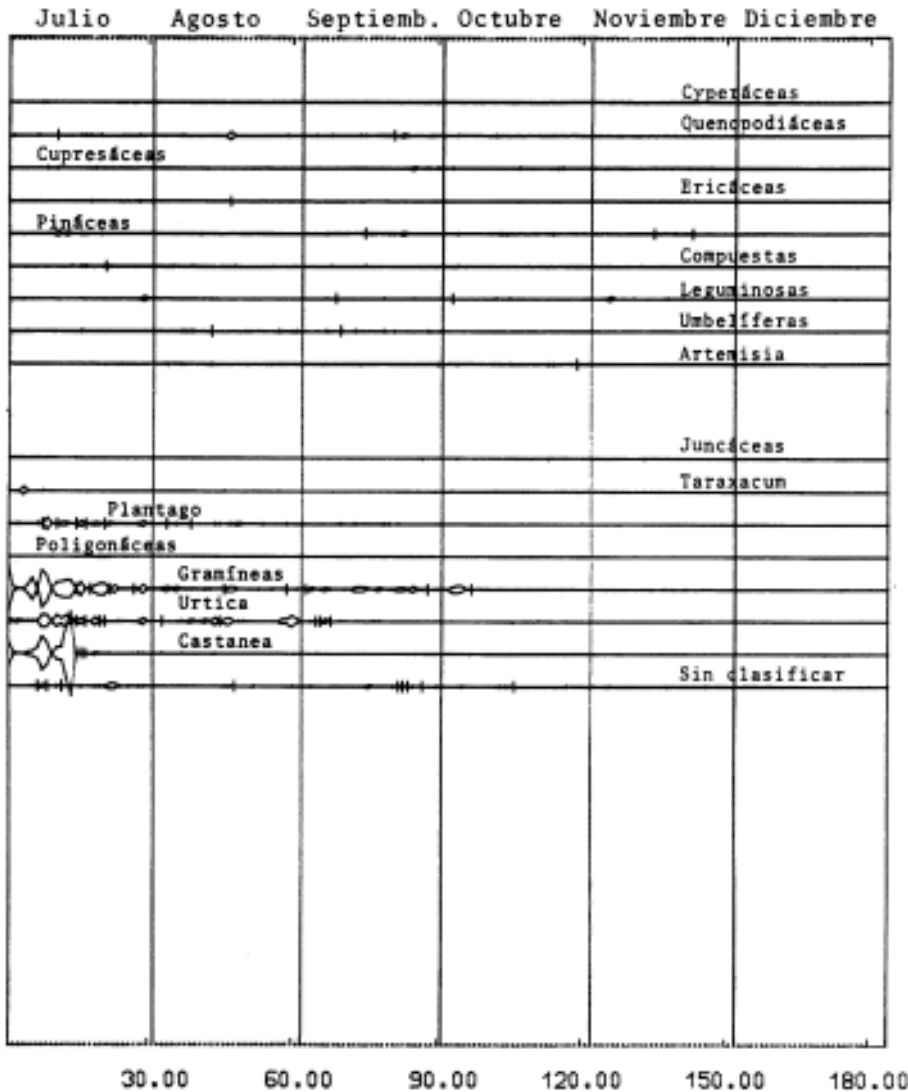 Julio Agosto Septiemb. Octubre Noviembre Diciembre
Cyperáceas
Quenopodiáceas
Cupresáceas
Ericáceas
Pináceas
Compuestas
Leguminosas
Umbelíferas
Artemisia
Juncáceas
Taraxacum
Plantago
Poligonáceas
Gramíneas
Urtica
Castanea
Sin clasificar
30.00 60.00 90.00 120.00 150.00 180.00